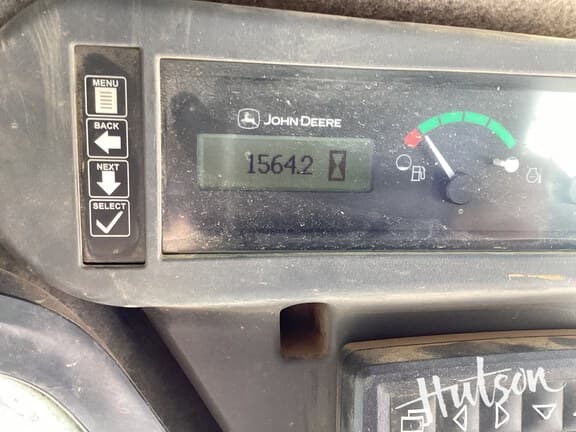 MENU
BACK
NEXT
SELECT
JOHN DEERE
1564.2
Hutson